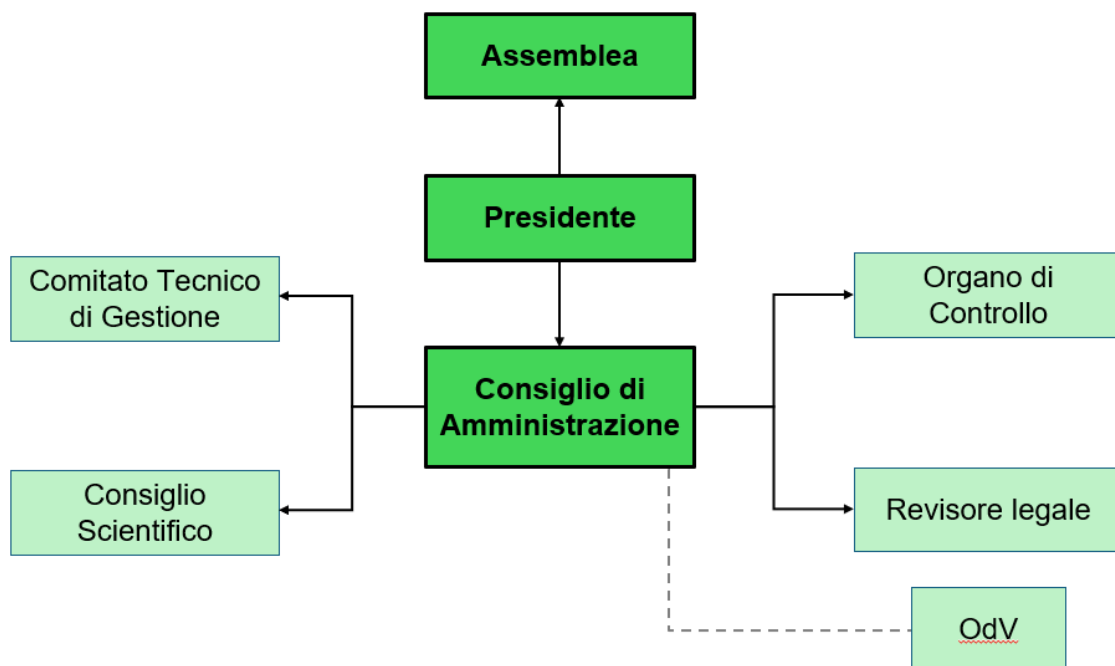 Assemblea
Presidente
Comitato Tecnico
di Gestione
Organo di
Controllo
Consiglio di
Amministrazione
Consiglio
Scientifico
Revisore legale
OdV